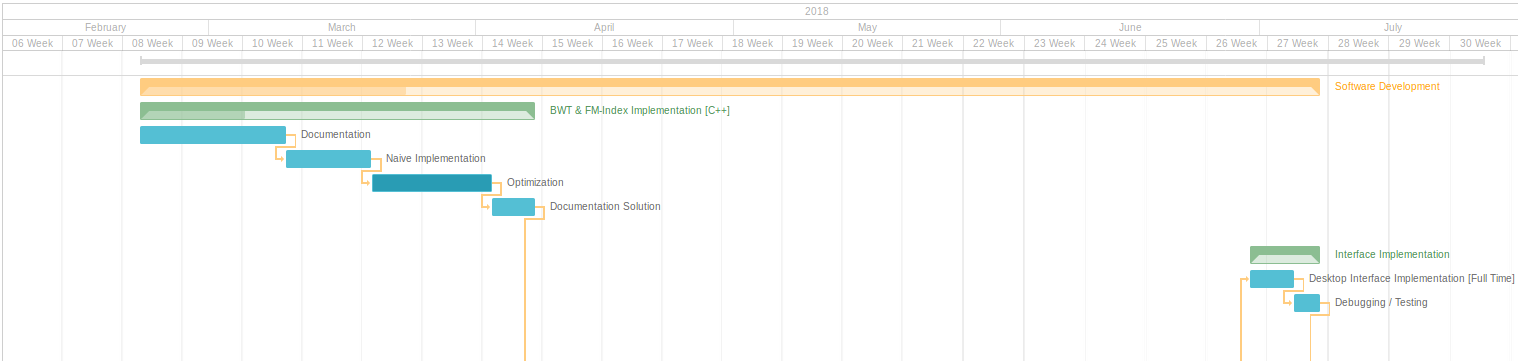 2018
February March April May June July
06 Week 07 Week 08 Week 09 Week 10 Week 11 Week 12 Week 13 Week 14 Week 15 Week 16 Week 17 Week 18 Week 19 Week 20 Week 21 Week 22 Week 23 Week 24 Week 25 Week 26 Week 27 Week 28 Week 29 Week 30 Week
Software Development
BWT & FM-Index Implementation [C++]
Documentation
Naive Implementation
Optimization
Documentation Solution
Interface Implementation
Desktop Interface Implementation [Full Time]
Debugging / Testing